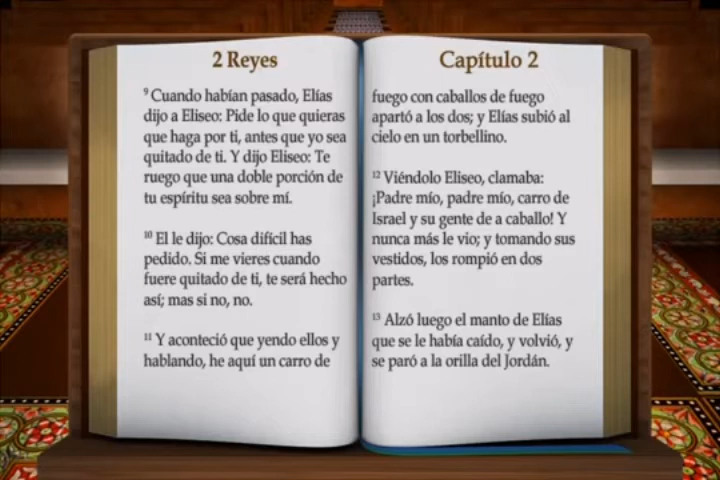 2 Reyes
⁹ Cuando habían pasado, Elías
dijo a Eliseo: Pide lo que quieras
que haga por ti, antes que yo sea
quitado de ti. Y dijo Eliseo: Te
ruego que una doble porción de
tu espíritu sea sobre mí.
¹⁰ El le dijo: Cosa difícil has
pedido. Si me vieres cuando
fuere quitado de ti, te será hecho
así; mas si no, no.
¹¹ Y aconteció que yendo ellos y
hablando, he aquí un carro de
Capítulo 2
fuego con caballos de fuego
apartó a los dos; y Elías subió al
cielo en un torbellino.
¹² Viéndolo Eliseo, clamaba:
¡Padre mío, padre mío, carro de
Israel y su gente de a caballo! Y
nunca más le vio; y tomando sus
vestidos, los rompió en dos
partes.
¹³ Alzó luego el manto de Elías
que se le había caído, y volvió, y
se paró a la orilla del Jordán.